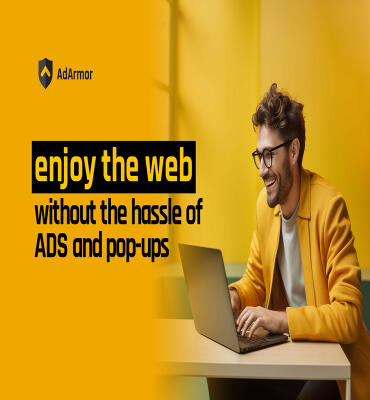 AdArmor
enjoy the web
without the hassle of
ADS and pop-ups